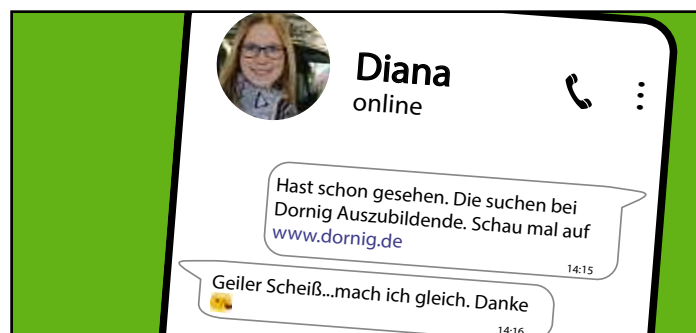 Diana
online
Hast schon gesehen. Die suchen bei
Dornig Auszubildende. Schau mal auf
www.dornig.de
14:15
Geiler Scheiß...mach ich gleich. Danke
14:16